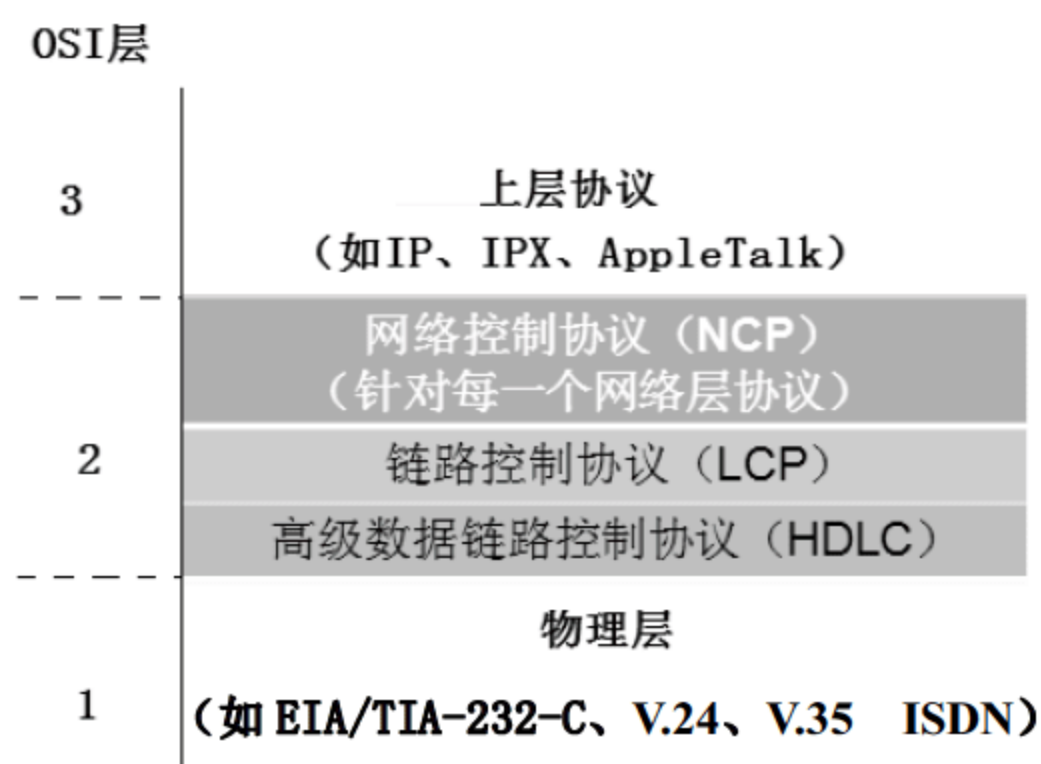 OSI层
3
上层协议
（如IP、IPX、AppleTalk）
网络控制协议（NCP）
（针对每一个网络层协议）
2
链路控制协议（LCP）
高级数据链路控制协议（HDLC）
物理层
1
（如 EIA/TIA-232-C、V.24、V.35 ISDN）